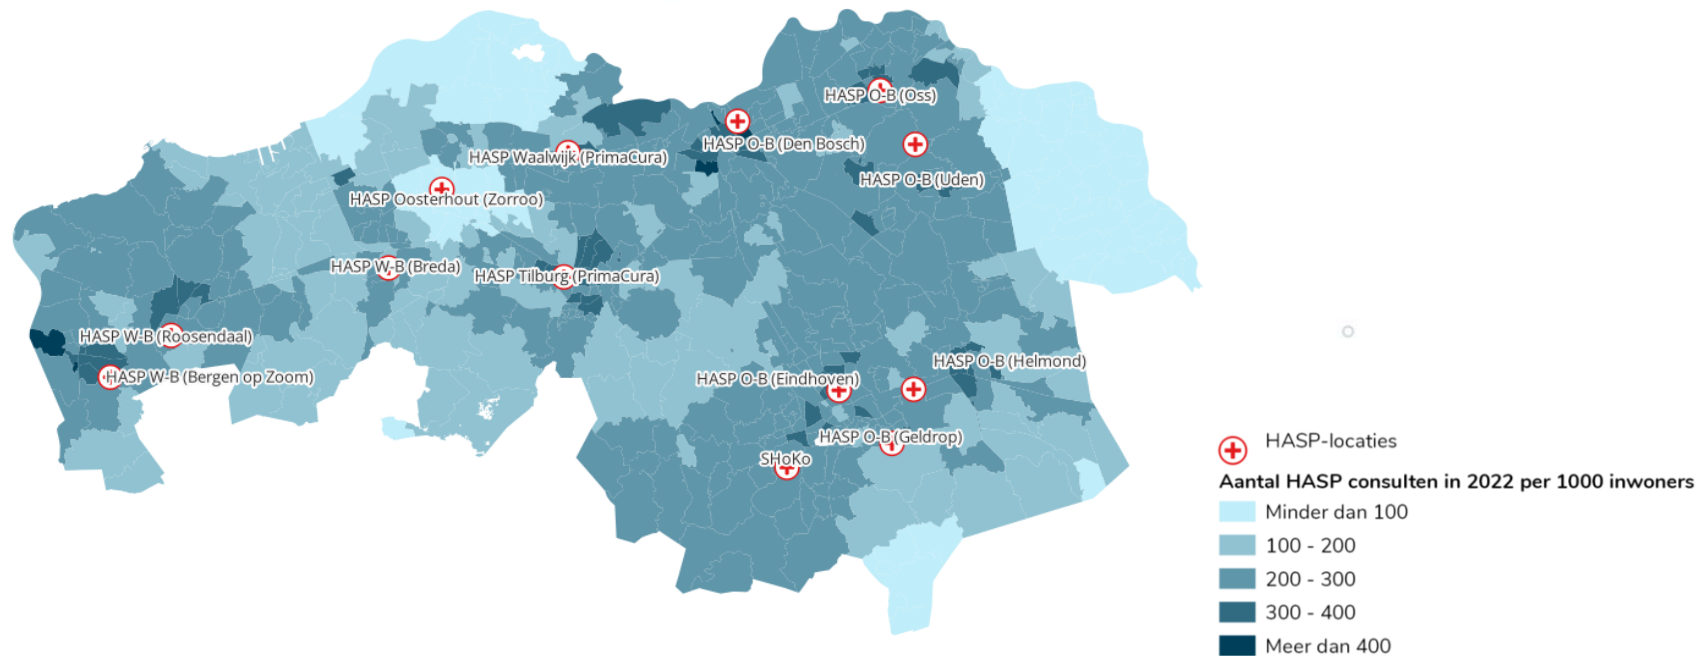 HASP O-B (Oss)
HASP O-B (Den Bosch)
HASP Waalwijk (PrimaCura)
HASP O-B (Uden)
HASP Oosterhout (Zorroo)
HASP W-B (Breda)
HASP Tilburg (PrimaCura)
HASP W-B (Roosendaal)
HASP O-B (Helmond)
HASP W-B (Bergen op Zoom)
HASP O-B (Eindhoven)
HASP O-B (Geldrop)
SHoKo
HASP-locaties
Aantal HASP consulten in 2022 per 1000 inwoners
Minder dan 100
100 - 200
200 - 300
300 - 400
Meer dan 400